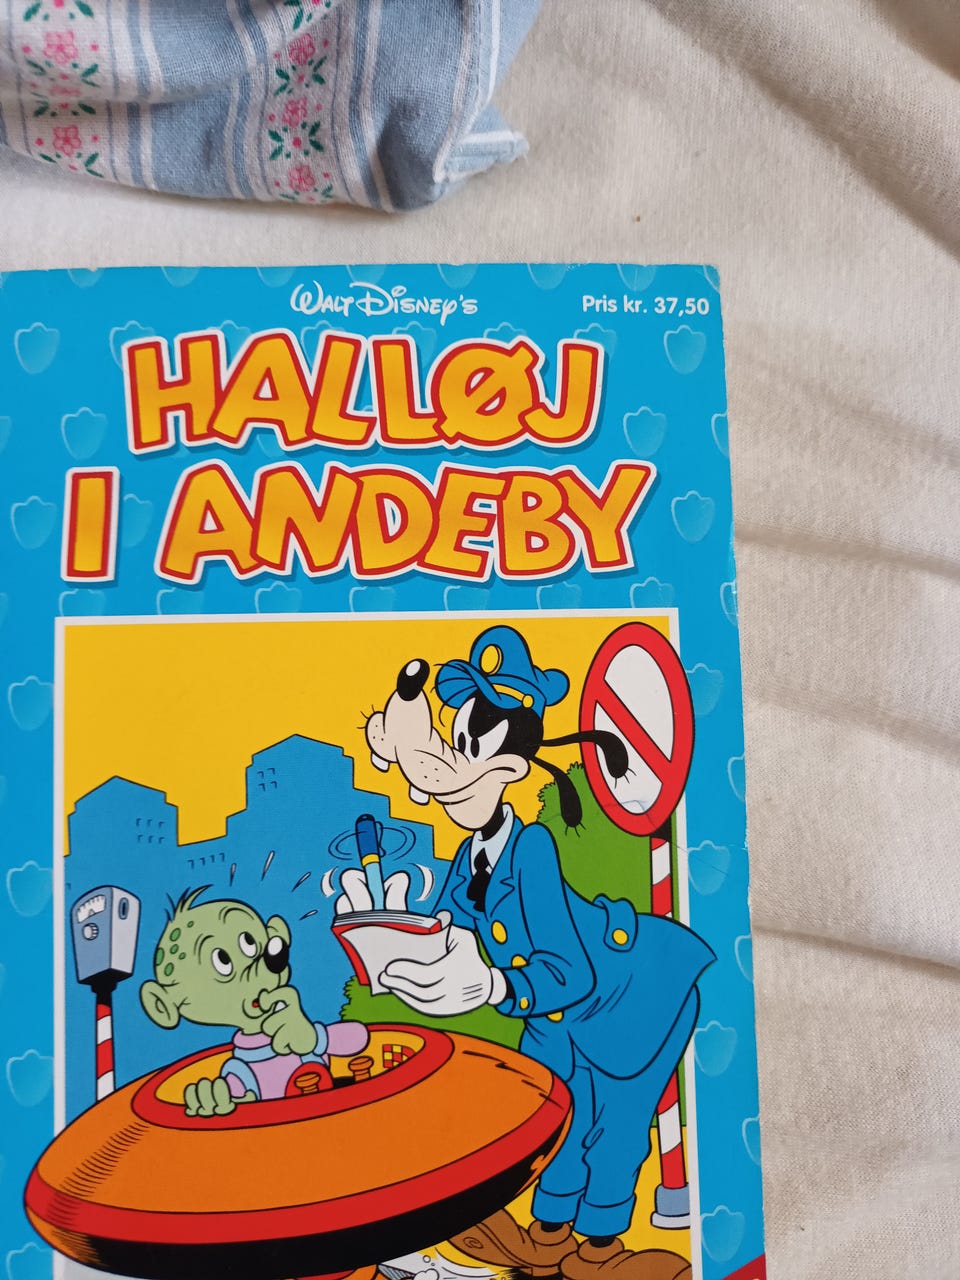 Walt Disney's
Pris kr. 37,50
HALLØJ
I ANDEBY